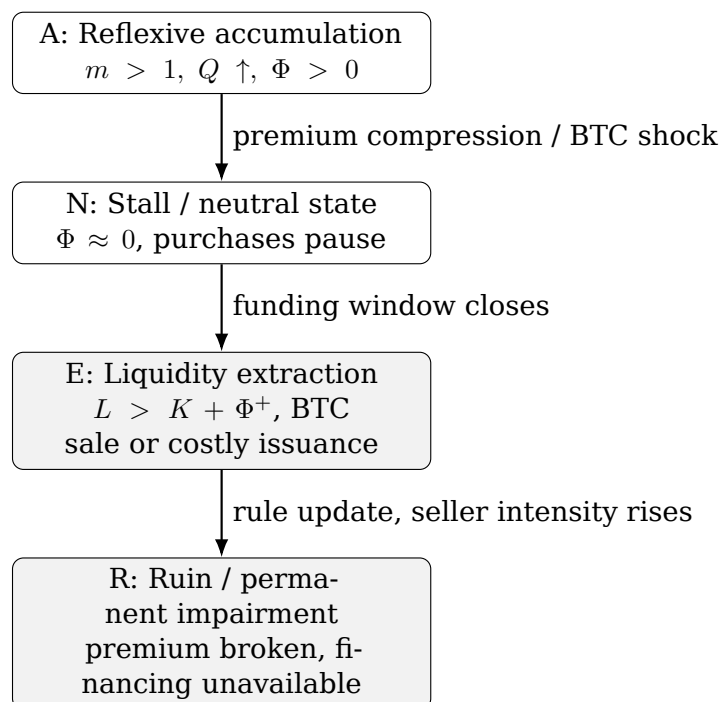 A: Reflexive accumulation
m > 1, Q ↑, Φ > 0
premium compression / BTC shock
N: Stall / neutral state
Φ ≈ 0, purchases pause
funding window closes
E: Liquidity extraction
L > K + Φ⁺, BTC
sale or costly issuance
rule update, seller intensity rises
R: Ruin / perma-
nent impairment
premium broken, fi-
nancing unavailable